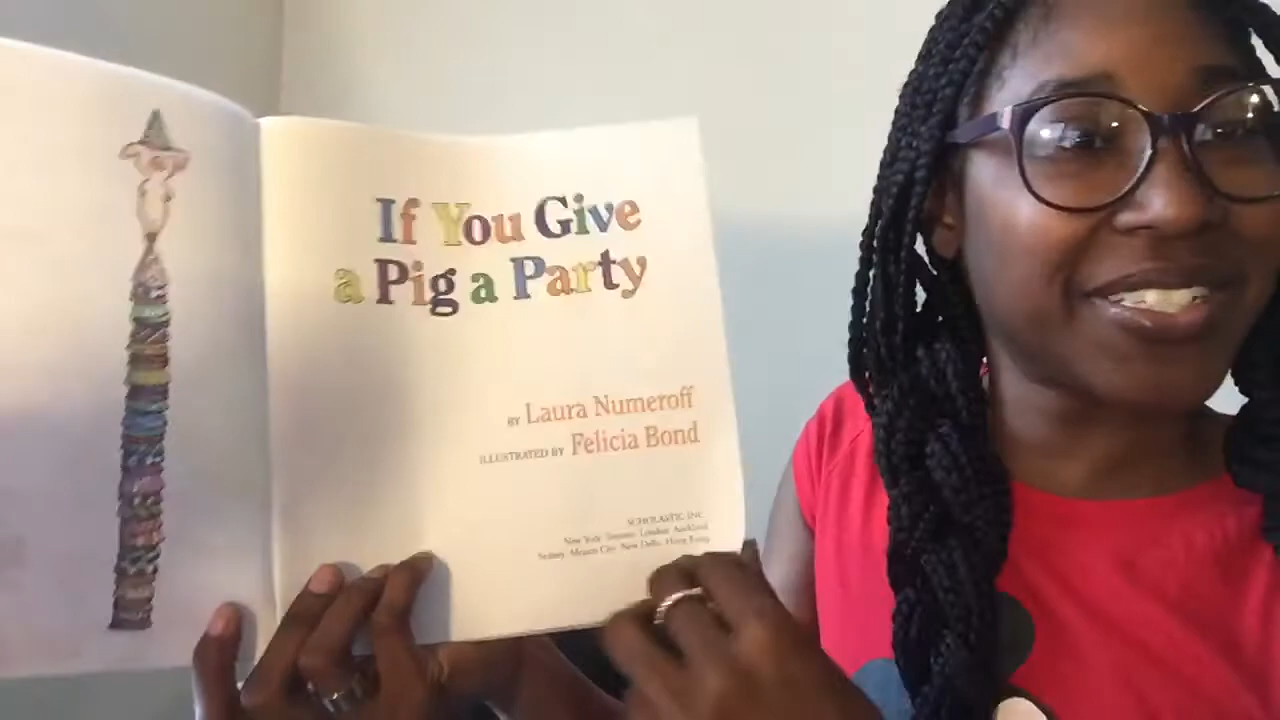 If You Give
a Pig a Party
BY Laura Numeroff
ILLUSTRATED BY Felicia Bond
SCHOLASTIC INC.
New York Toronto London Auckland
Sydney Mexico City New Delhi Hong Kong